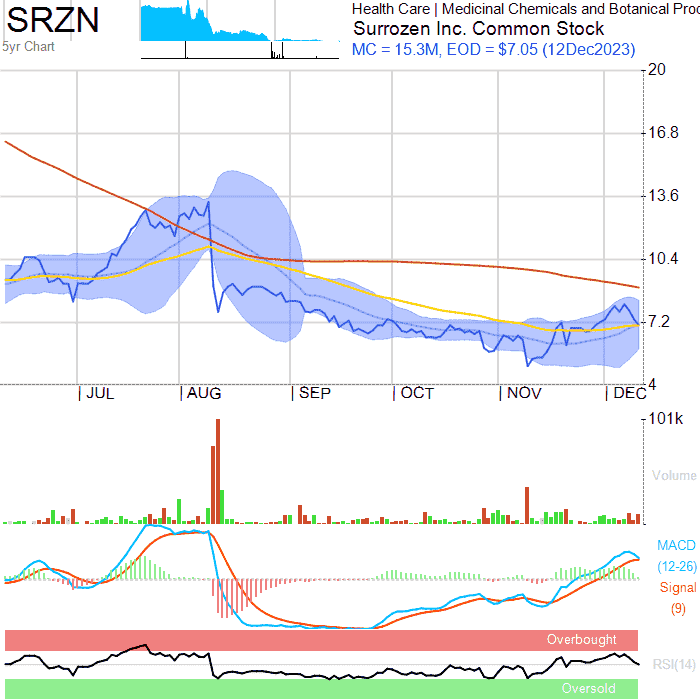 SRZN
5yr Chart
Health Care | Medicinal Chemicals and Botanical Proc
Surrozen Inc. Common Stock
MC = 15.3M, EOD = $7.05 (12Dec2023)
20
16.8
13.6
10.4
7.2
4
JUL AUG SEP OCT NOV DEC
101k
Volume
MACD
(12-26)
Signal
(9)
Overbought
RSI(14)
Oversold